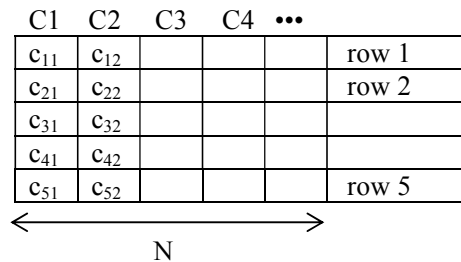 C1 C2 C3 C4 •••
c₁₁ c₁₂ row 1
c₂₁ c₂₂ row 2
c₃₁ c₃₂
c₄₁ c₄₂
c₅₁ c₅₂ row 5
N